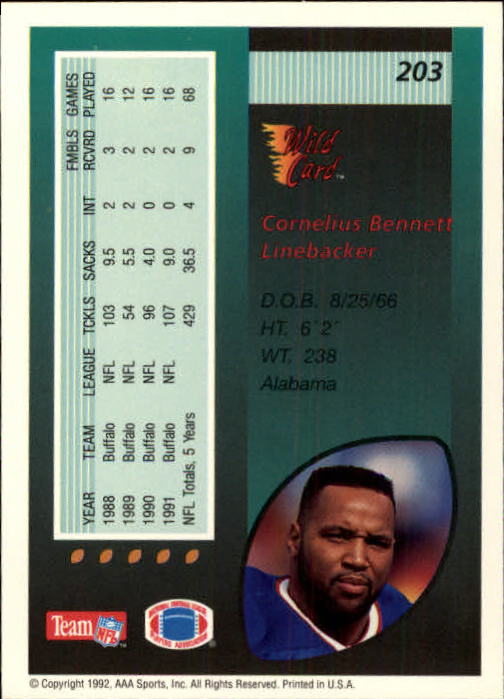 203
Wild
Card™
Cornelius Bennett
Linebacker
D.O.B. 8/25/66
HT. 6'2"
WT. 238
Alabama
YEAR TEAM LEAGUE TCKLS SACKS INT FMBLS RCVRD GAMES PLAYED
1988 Buffalo NFL 103 9.5 2 3 16
1989 Buffalo NFL 54 5.5 2 2 12
1990 Buffalo NFL 96 4.0 0 2 16
1991 Buffalo NFL 107 9.0 0 2 16
NFL Totals, 5 Years 429 36.5 4 9 68
Team NFL™
© Copyright 1992, AAA Sports, Inc. All Rights Reserved. Printed in U.S.A.